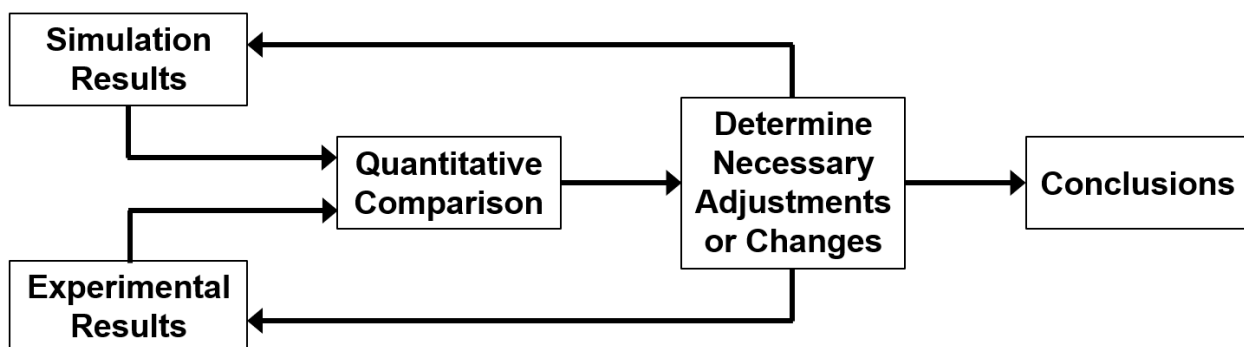 Simulation
Results
Quantitative
Comparison
Experimental
Results
Determine
Necessary
Adjustments
or Changes
Conclusions